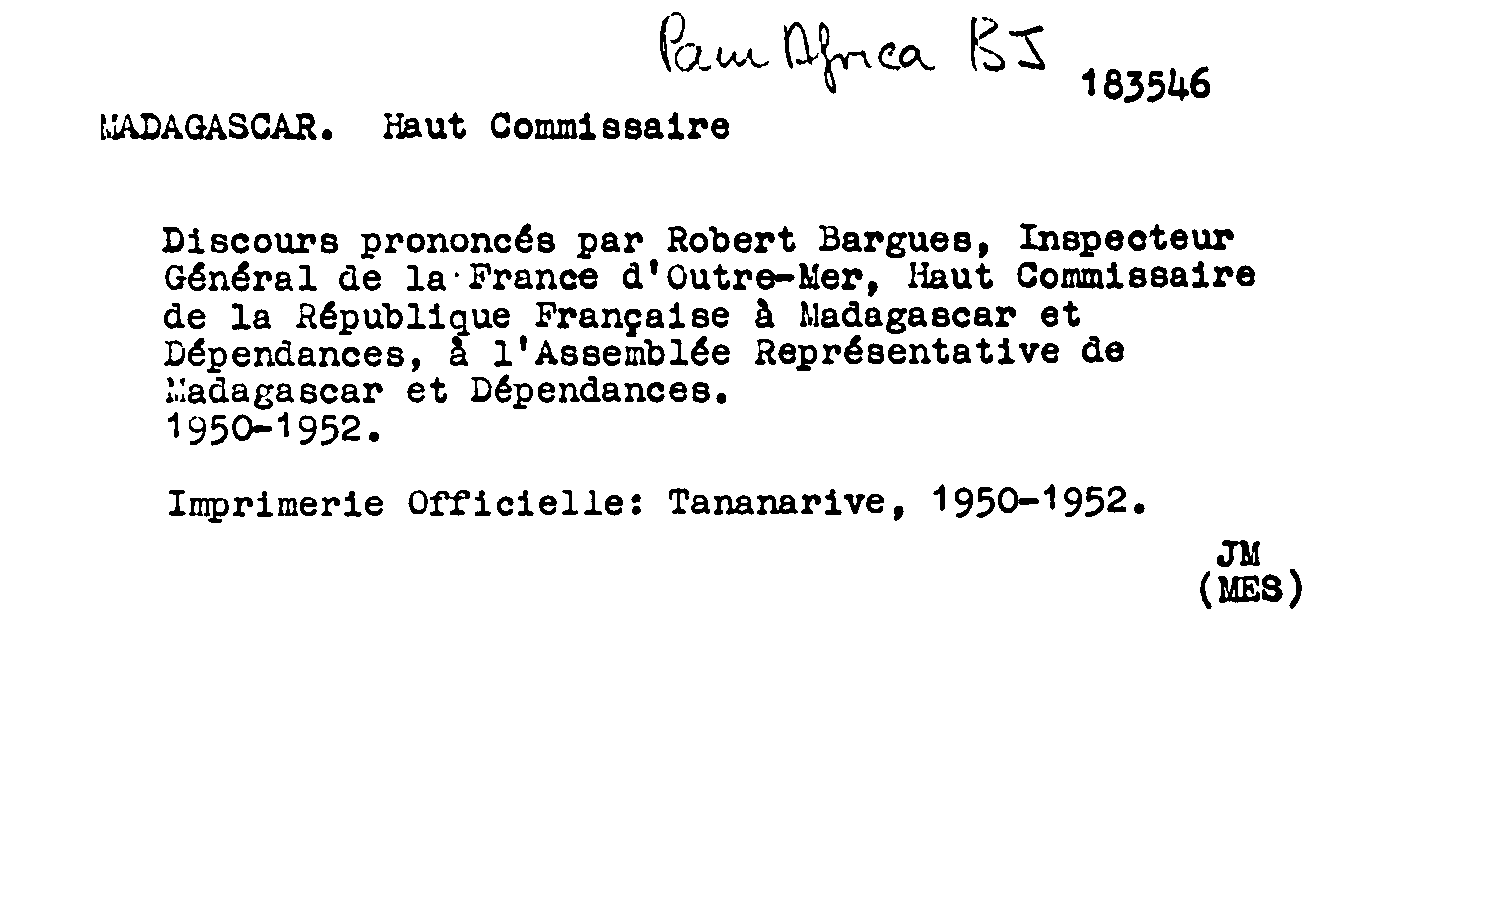 Pam Africa BJ
183546
MADAGASCAR. Haut Commissaire
Discours prononcés par Robert Bargues, Inspecteur
Général de la France d'Outre-Mer, Haut Commissaire
de la République Française à Madagascar et
Dépendances, à l'Assemblée Représentative de
Madagascar et Dépendances.
1950-1952.
Imprimerie Officielle: Tananarive, 1950-1952.
JM
(MES)